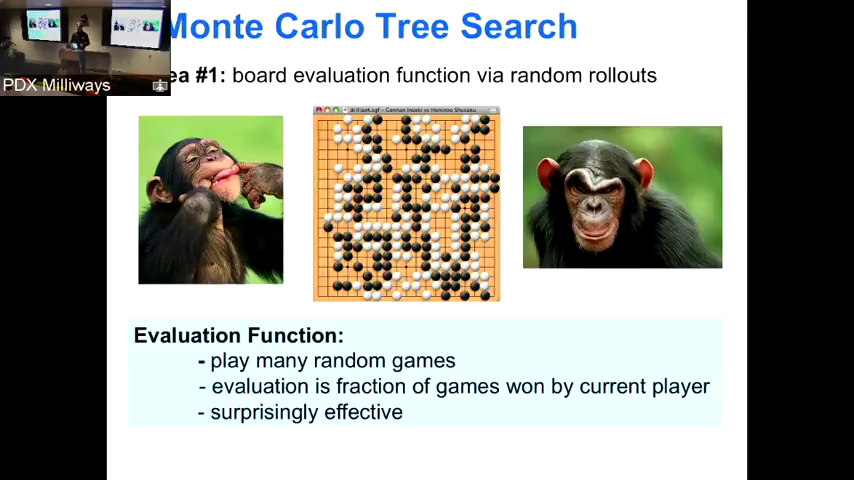 Monte Carlo Tree Search
ea #1: board evaluation function via random rollouts
PDX Milliways
Evaluation Function:
- play many random games
- evaluation is fraction of games won by current player
- surprisingly effective